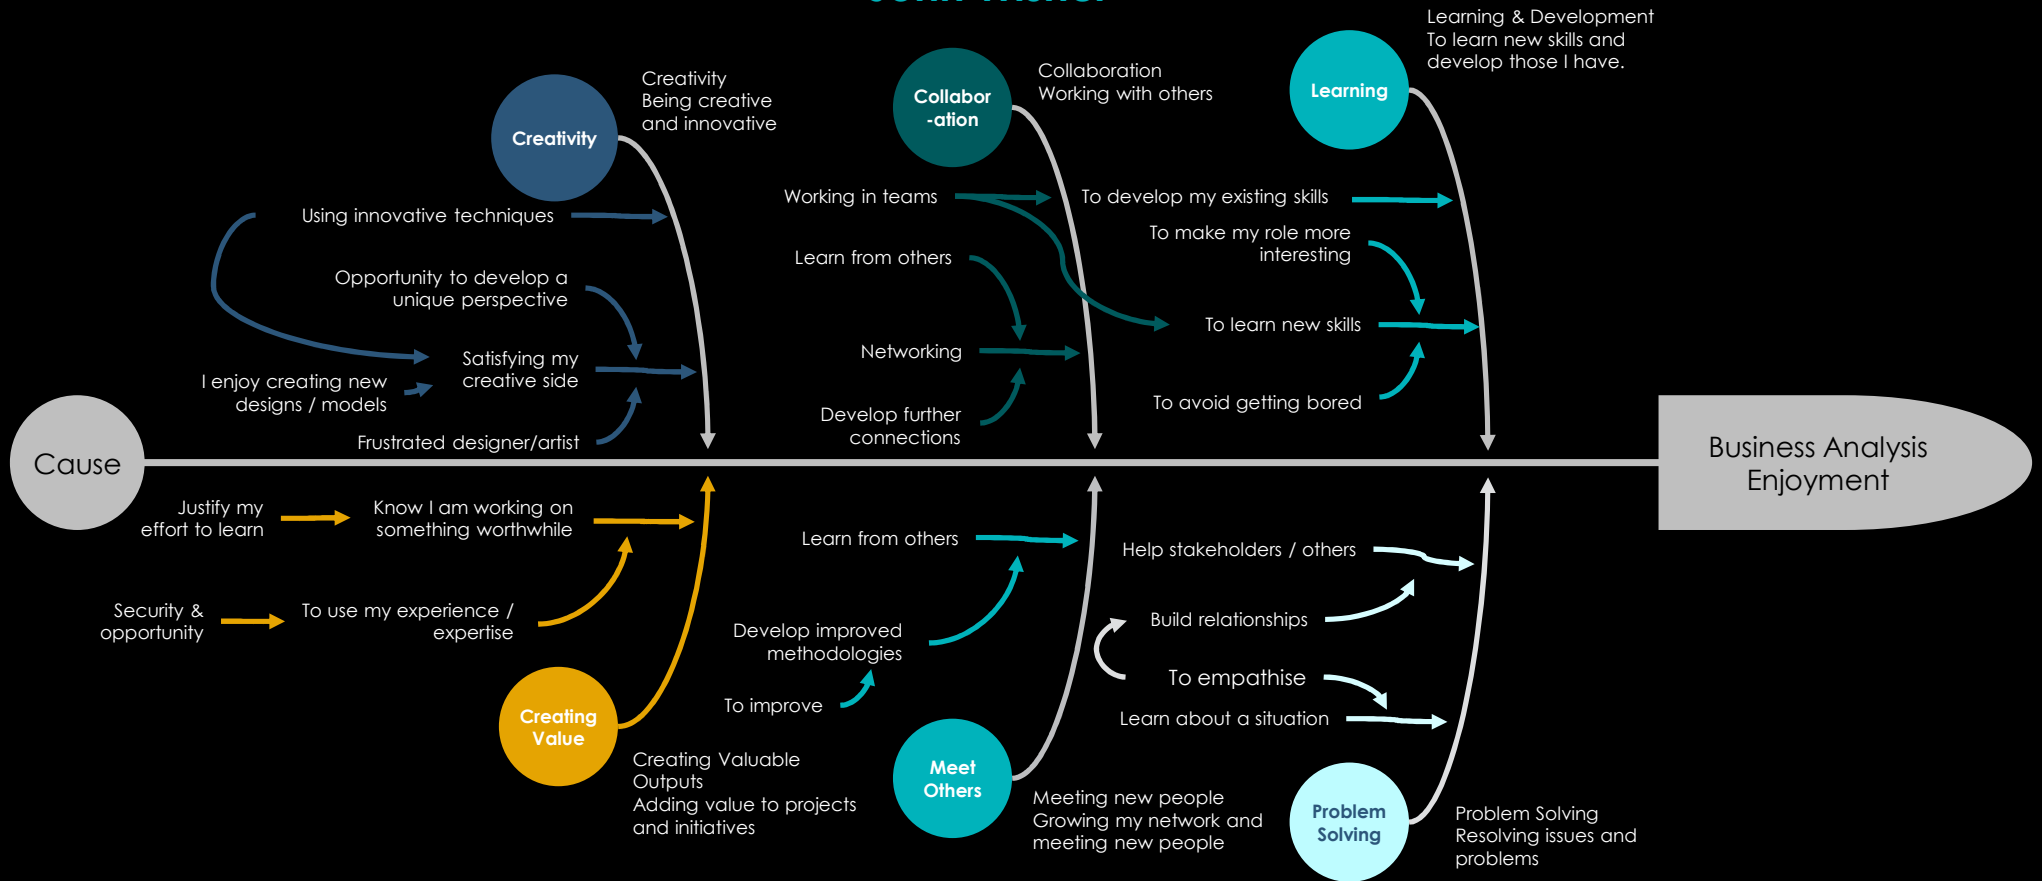 Learning & Development
To learn new skills and
develop those I have.
Creativity
Being creative
and innovative
Collaboration
Working with others
Creativity
Collabor
-ation
Learning
Using innovative techniques
Opportunity to develop a
unique perspective
Satisfying my
creative side
I enjoy creating new
designs / models
Frustrated designer/artist
Working in teams
Learn from others
Networking
Develop further
connections
To develop my existing skills
To make my role more
interesting
To learn new skills
To avoid getting bored
Cause
Business Analysis
Enjoyment
Justify my
effort to learn
Know I am working on
something worthwhile
Security &
opportunity
To use my experience /
expertise
Creating
Value
Creating Valuable
Outputs
Adding value to projects
and initiatives
Learn from others
Develop improved
methodologies
To improve
Meet
Others
Meeting new people
Growing my network and
meeting new people
Help stakeholders / others
Build relationships
To empathise
Learn about a situation
Problem
Solving
Problem Solving
Resolving issues and
problems